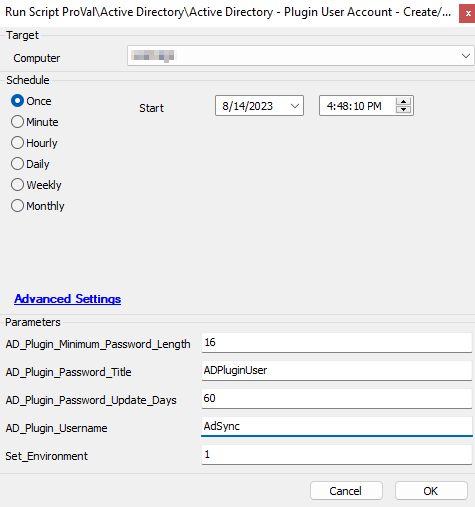 Run Script ProVal\Active Directory\Active Directory - Plugin User Account - Create/... x
Target
Computer
Schedule
Once
Start 8/14/2023 4:48:10 PM
Minute
Hourly
Daily
Weekly
Monthly
Advanced Settings
Parameters
AD_Plugin_Minimum_Password_Length 16
AD_Plugin_Password_Title ADPluginUser
AD_Plugin_Password_Update_Days 60
AD_Plugin_Username AdSync
Set_Environment 1
Cancel OK